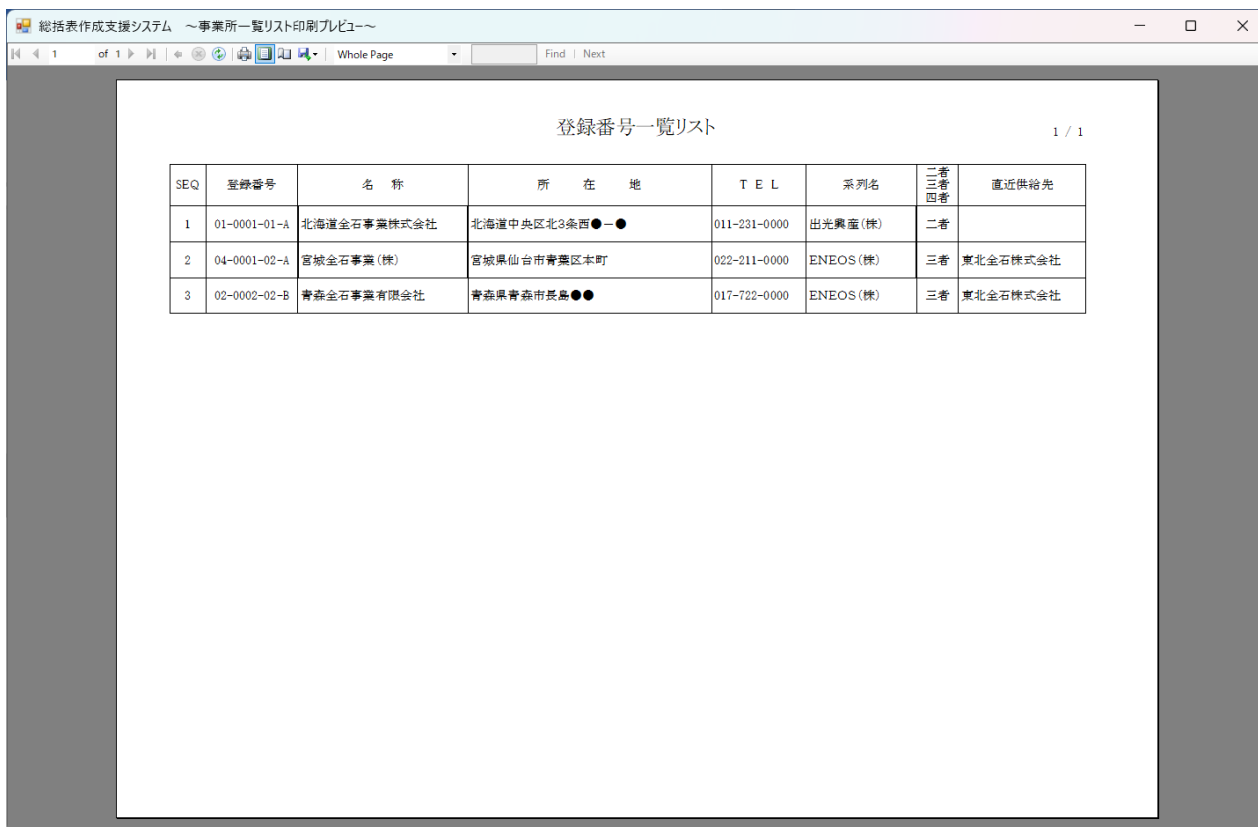 総括表作成支援システム　～事業所一覧リスト印刷プレビュー～
1 of 1 Whole Page Find | Next
登録番号一覧リスト
1 / 1
SEQ 登録番号 名　称 所　在　地 T E L 系列名 二者 三者 四者 直近供給先
1 01-0001-01-A 北海道全石事業株式会社 北海道中央区北3条西●－● 011-231-0000 出光興産(株) 二者
2 04-0001-02-A 宮城全石事業(株) 宮城県仙台市青葉区本町 022-211-0000 ENEOS(株) 三者 東北全石株式会社
3 02-0002-02-B 青森全石事業有限会社 青森県青森市長島●● 017-722-0000 ENEOS(株) 三者 東北全石株式会社